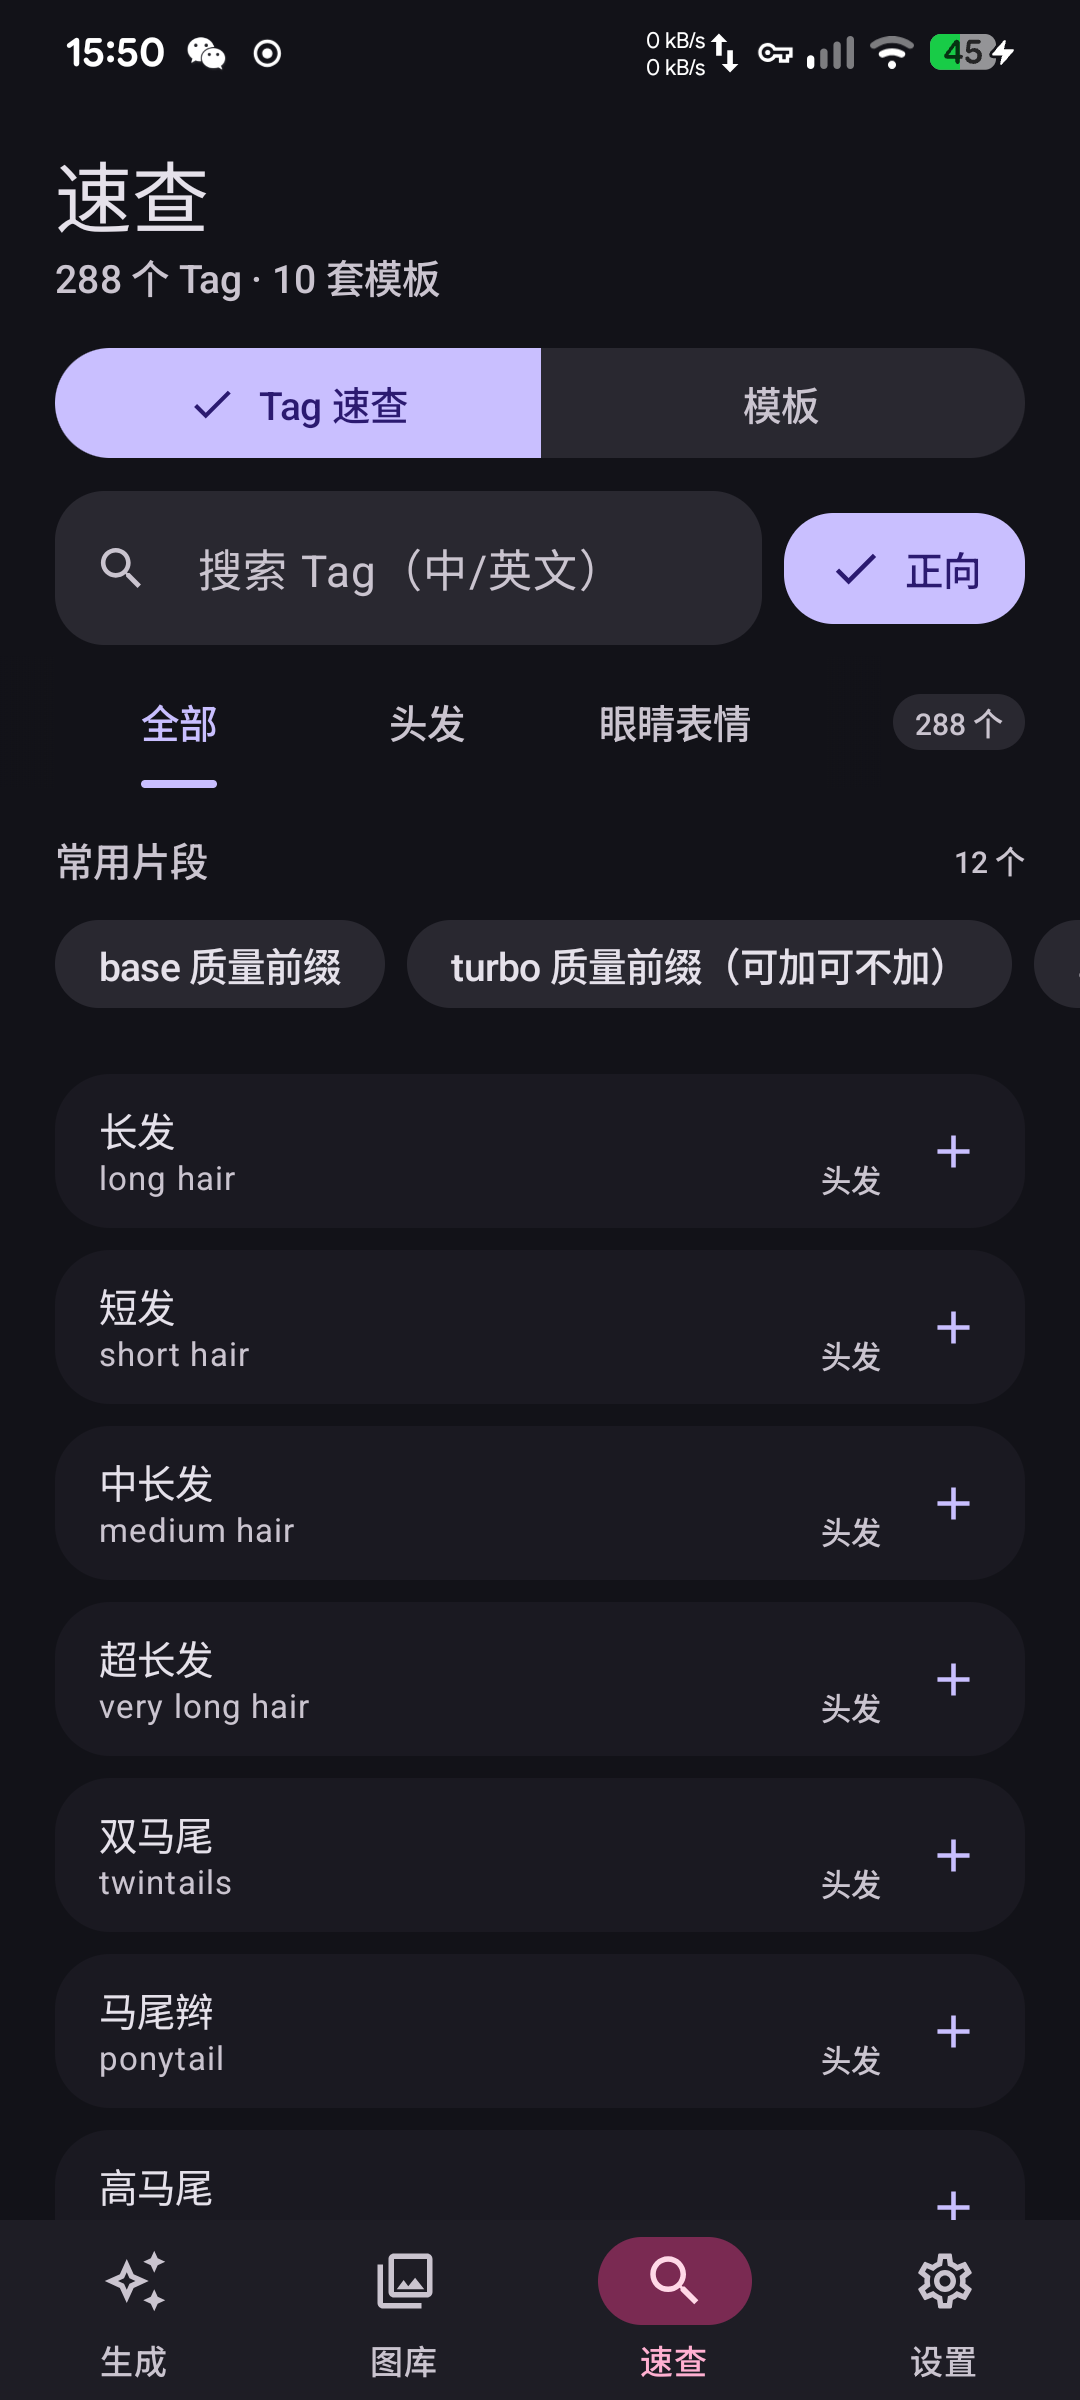 15:50
0 kB/s
0 kB/s
45
速查
288 个 Tag · 10 套模板
Tag 速查
模板
搜索 Tag（中/英文）
正向
全部
头发
眼睛表情
288 个
常用片段
12 个
base 质量前缀
turbo 质量前缀（可加可不加）
长发
long hair
头发
短发
short hair
头发
中长发
medium hair
头发
超长发
very long hair
头发
双马尾
twintails
头发
马尾辫
ponytail
头发
高马尾
生成
图库
速查
设置